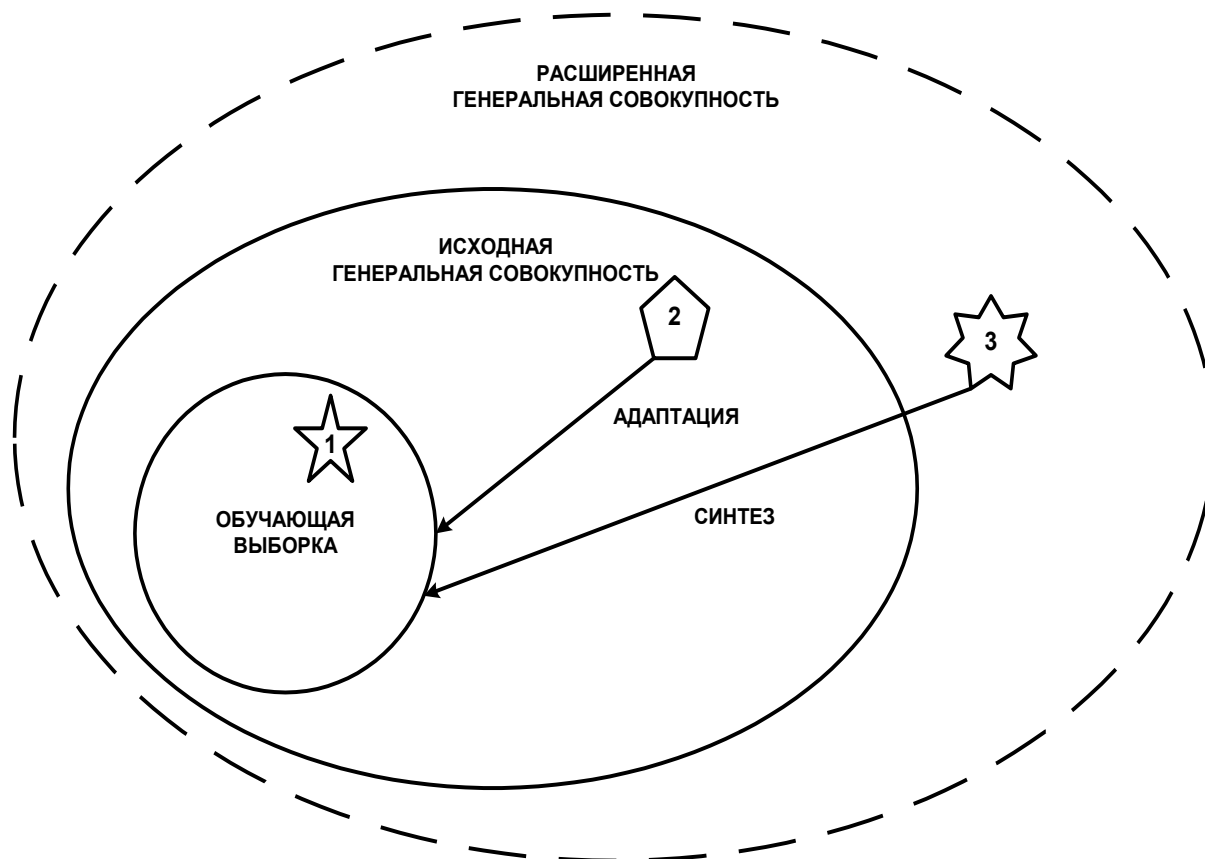 РАСШИРЕННАЯ
ГЕНЕРАЛЬНАЯ СОВОКУПНОСТЬ
ИСХОДНАЯ
ГЕНЕРАЛЬНАЯ СОВОКУПНОСТЬ
2
3
АДАПТАЦИЯ
1
СИНТЕЗ
ОБУЧАЮЩАЯ
ВЫБОРКА